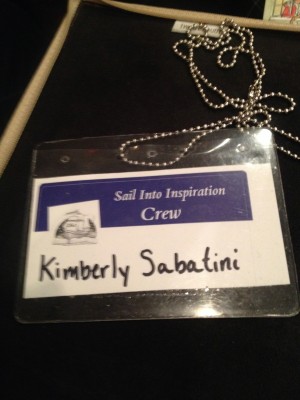 Sail Into Inspiration
Crew
Kimberly Sabatini